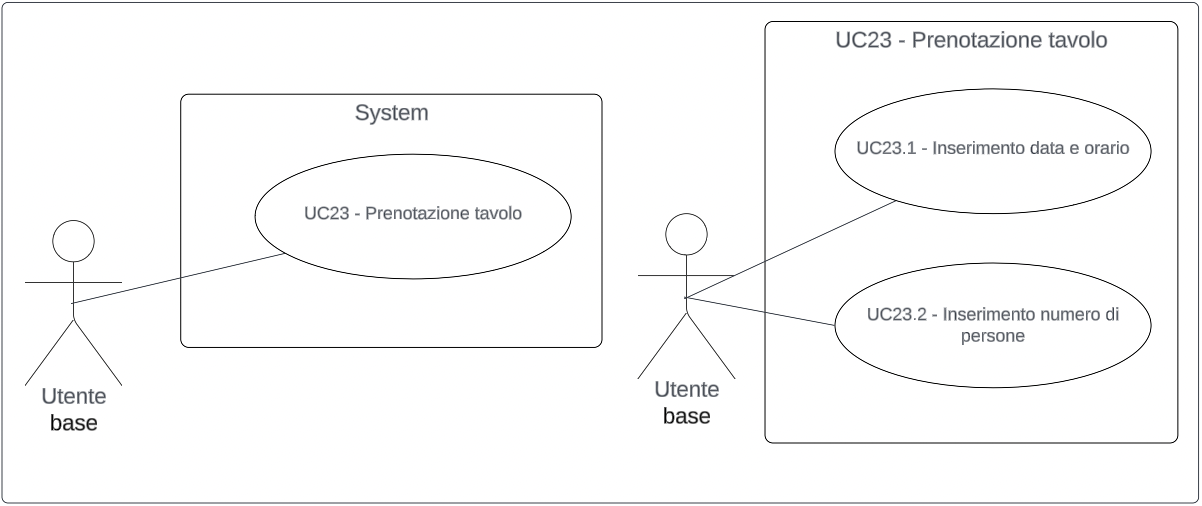 System
UC23 - Prenotazione tavolo
Utente
base
UC23 - Prenotazione tavolo
UC23.1 - Inserimento data e orario
UC23.2 - Inserimento numero di
persone
Utente
base